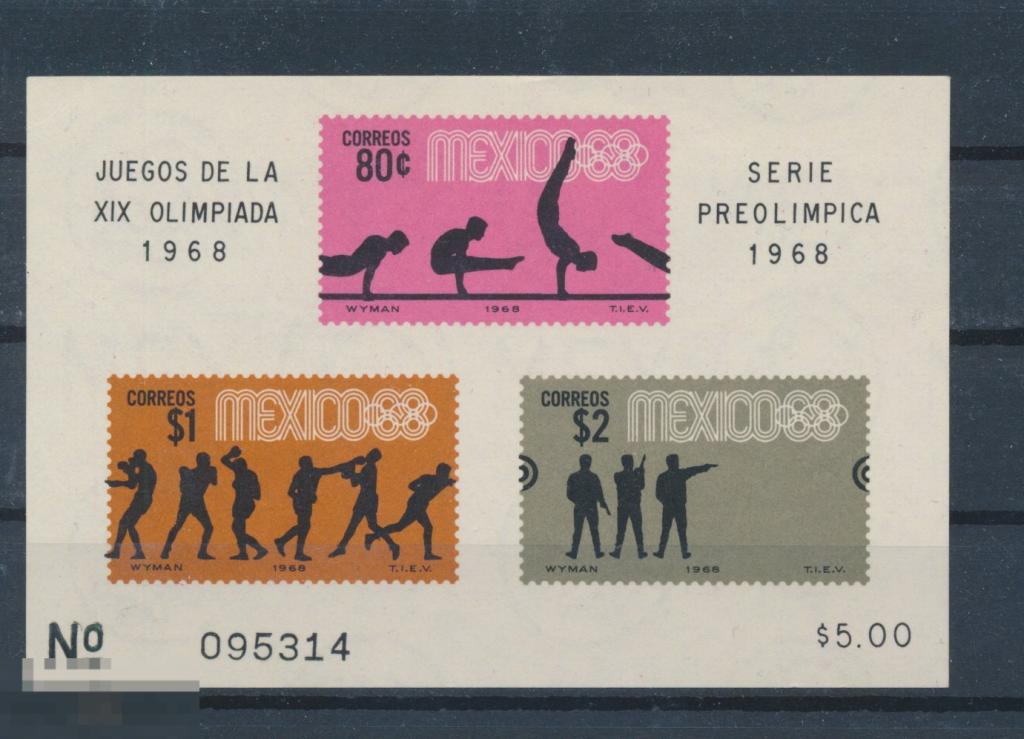 JUEGOS DE LA
XIX OLIMPIADA
1968
CORREOS
80¢
MEXICO68
WYMAN 1968 T.I.E.V.
SERIE
PREOLIMPICA
1968
CORREOS
$1
MEXICO68
WYMAN 1968 T.I.E.V.
CORREOS
$2
MEXICO68
WYMAN 1968 T.I.E.V.
Nº 095314
$5.00